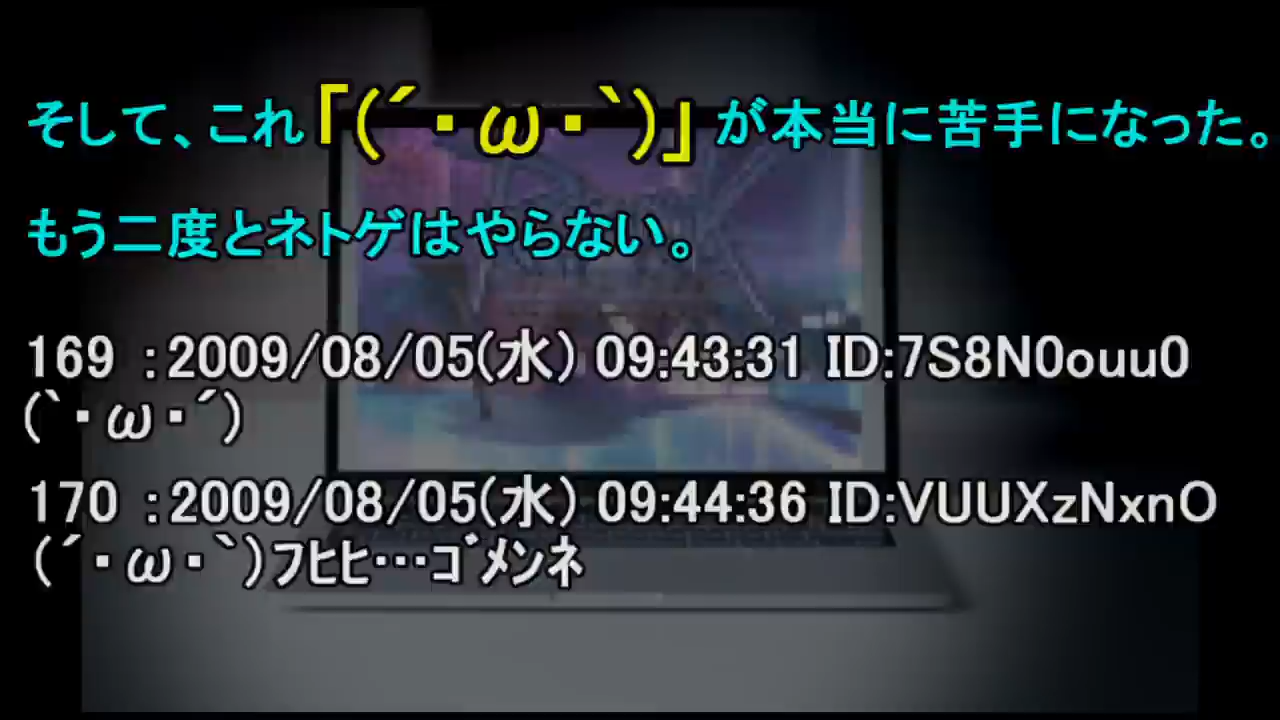 そして、これ「(´・ω・`)」が本当に苦手になった。
もう二度とネトゲはやらない。
169 :2009/08/05(水) 09:43:31 ID:7S8N0ouu0
(`・ω・´)
170 :2009/08/05(水) 09:44:36 ID:VUUXzNxnO
(´・ω・`)ﾌﾋﾋ…ｺﾞﾒﾝﾈ